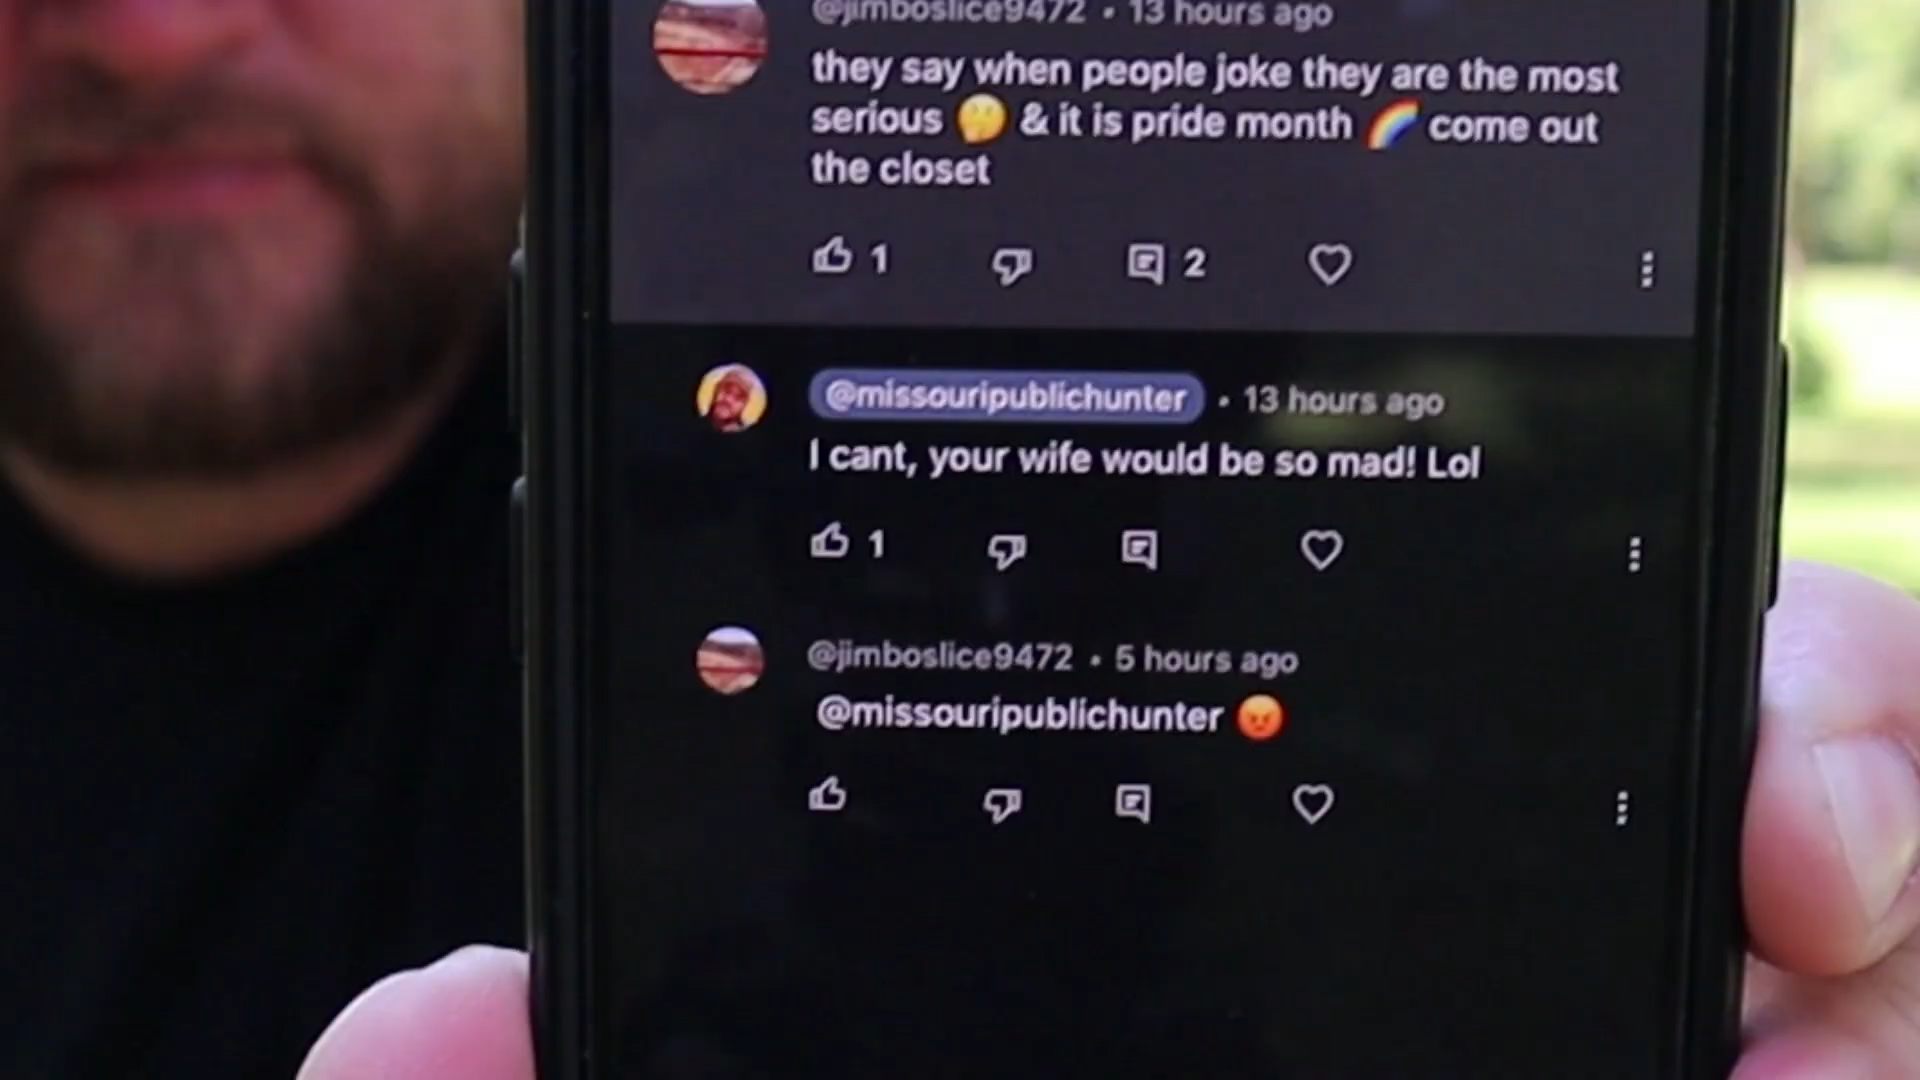 @jimboslice9472 • 13 hours ago
they say when people joke they are the most
serious 🤔 & it is pride month 🌈 come out
the closet
1
2
@missouripublichunter • 13 hours ago
I cant, your wife would be so mad! Lol
1
@jimboslice9472 • 5 hours ago
@missouripublichunter 😡